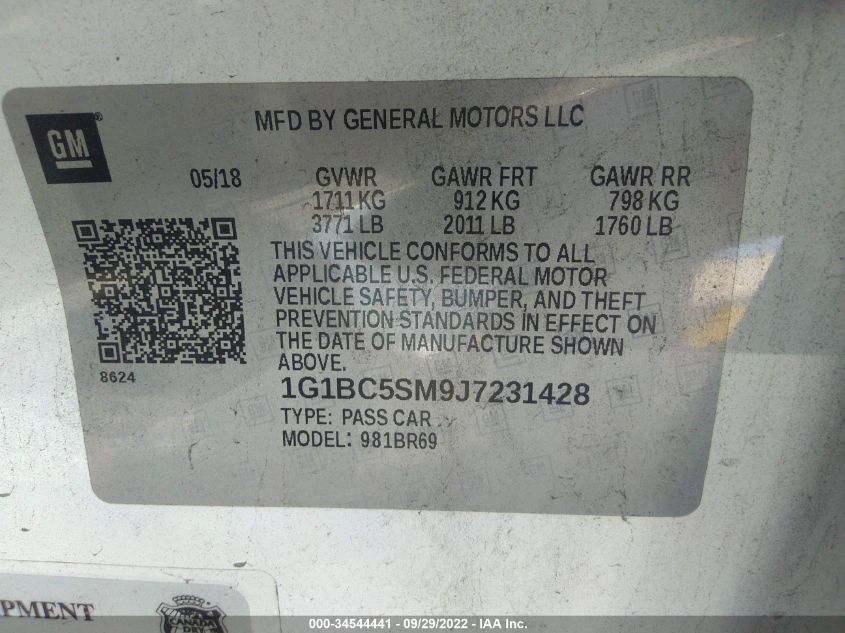 MFD BY GENERAL MOTORS LLC
GM
05/18 GVWR GAWR FRT GAWR RR
1711 KG 912 KG 798 KG
3771 LB 2011 LB 1760 LB
THIS VEHICLE CONFORMS TO ALL
APPLICABLE U.S. FEDERAL MOTOR
VEHICLE SAFETY, BUMPER, AND THEFT
PREVENTION STANDARDS IN EFFECT ON
THE DATE OF MANUFACTURE SHOWN
ABOVE.
8624
1G1BC5SM9J7231428
TYPE: PASS CAR
MODEL: 981BR69
PMENT
CANADA
DRY
000-34544441 - 09/29/2022 - IAA Inc.